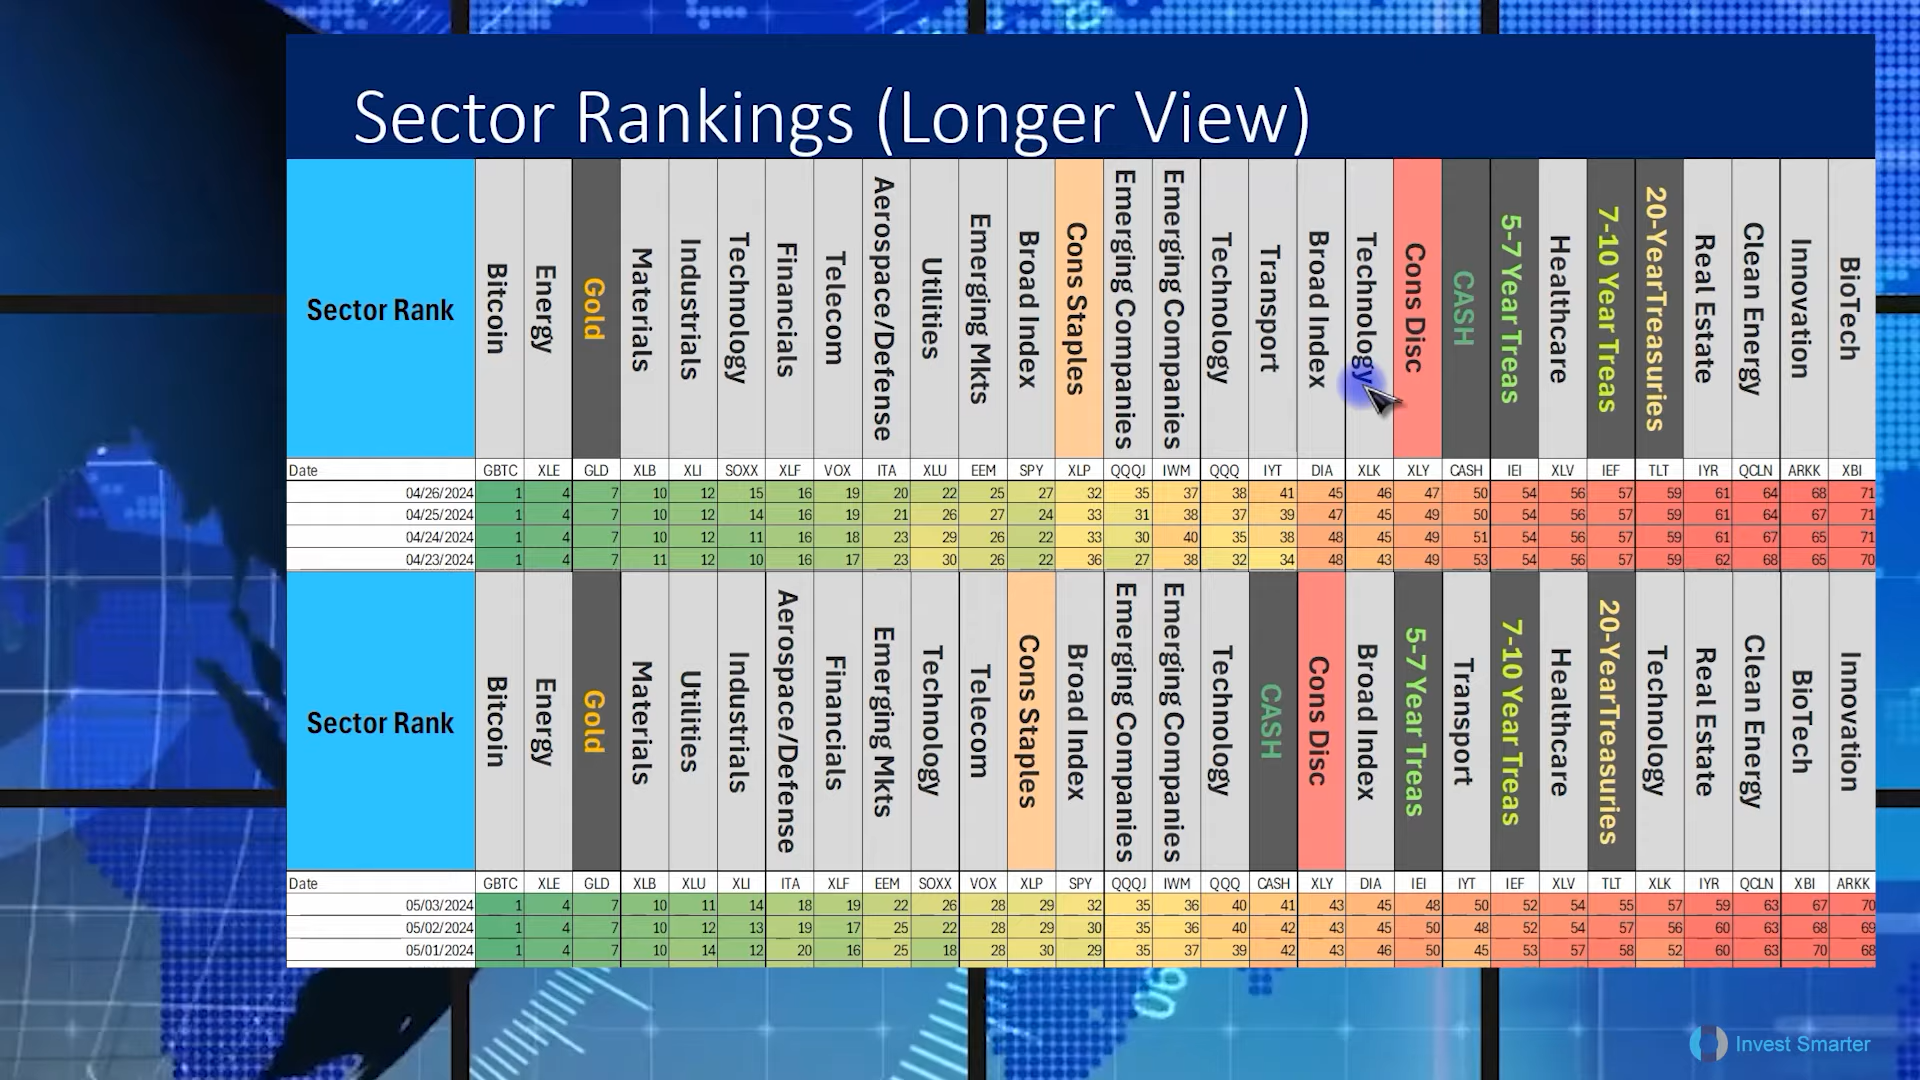 Sector Rankings (Longer View)
Sector Rank Bitcoin Energy Gold Materials Industrials Technology Financials Telecom Aerospace/Defense Utilities Emerging Mkts Broad Index Cons Staples Emerging Companies Emerging Companies Technology Transport Broad Index Technology Cons Disc CASH 5-7 Year Treas Healthcare 7-10 Year Treas 20-YearTreasuries Real Estate Clean Energy Innovation BioTech
Date GBTC XLE GLD XLB XLI SOXX XLF VOX ITA XLU EEM SPY XLP QQQJ IWM QQQ IYT DIA XLK XLY CASH IEI XLV IEF TLT IYR QCLN ARKK XBI
04/26/2024 1 4 7 10 12 15 16 19 20 22 25 27 32 35 37 38 41 45 46 47 50 54 56 57 59 61 64 68 71
04/25/2024 1 4 7 10 12 14 16 19 21 26 27 24 33 31 38 37 39 47 45 49 50 54 56 57 59 61 64 67 71
04/24/2024 1 4 7 10 12 11 16 18 23 29 26 22 33 30 40 35 38 48 45 49 51 54 56 57 59 61 67 65 71
04/23/2024 1 4 7 11 12 10 16 17 23 30 26 22 36 27 38 32 34 48 43 49 53 54 56 57 59 62 68 65 70
Sector Rank Bitcoin Energy Gold Materials Utilities Industrials Aerospace/Defense Financials Emerging Mkts Technology Telecom Cons Staples Broad Index Emerging Companies Emerging Companies Technology CASH Cons Disc Broad Index 5-7 Year Treas Transport 7-10 Year Treas Healthcare 20-YearTreasuries Technology Real Estate Clean Energy BioTech Innovation
Date GBTC XLE GLD XLB XLU XLI ITA XLF EEM SOXX VOX XLP SPY QQQJ IWM QQQ CASH XLY DIA IEI IYT IEF XLV TLT XLK IYR QCLN XBI ARKK
05/03/2024 1 4 7 10 11 14 18 19 22 26 28 29 32 35 36 40 41 43 45 48 50 52 54 55 57 59 63 67 70
05/02/2024 1 4 7 10 12 13 19 17 25 22 28 29 30 35 36 40 42 43 45 50 48 52 54 57 56 60 63 68 69
05/01/2024 1 4 7 10 14 12 20 16 25 18 28 30 29 35 37 39 42 43 46 50 45 53 57 58 52 60 63 70 68
Invest Smarter